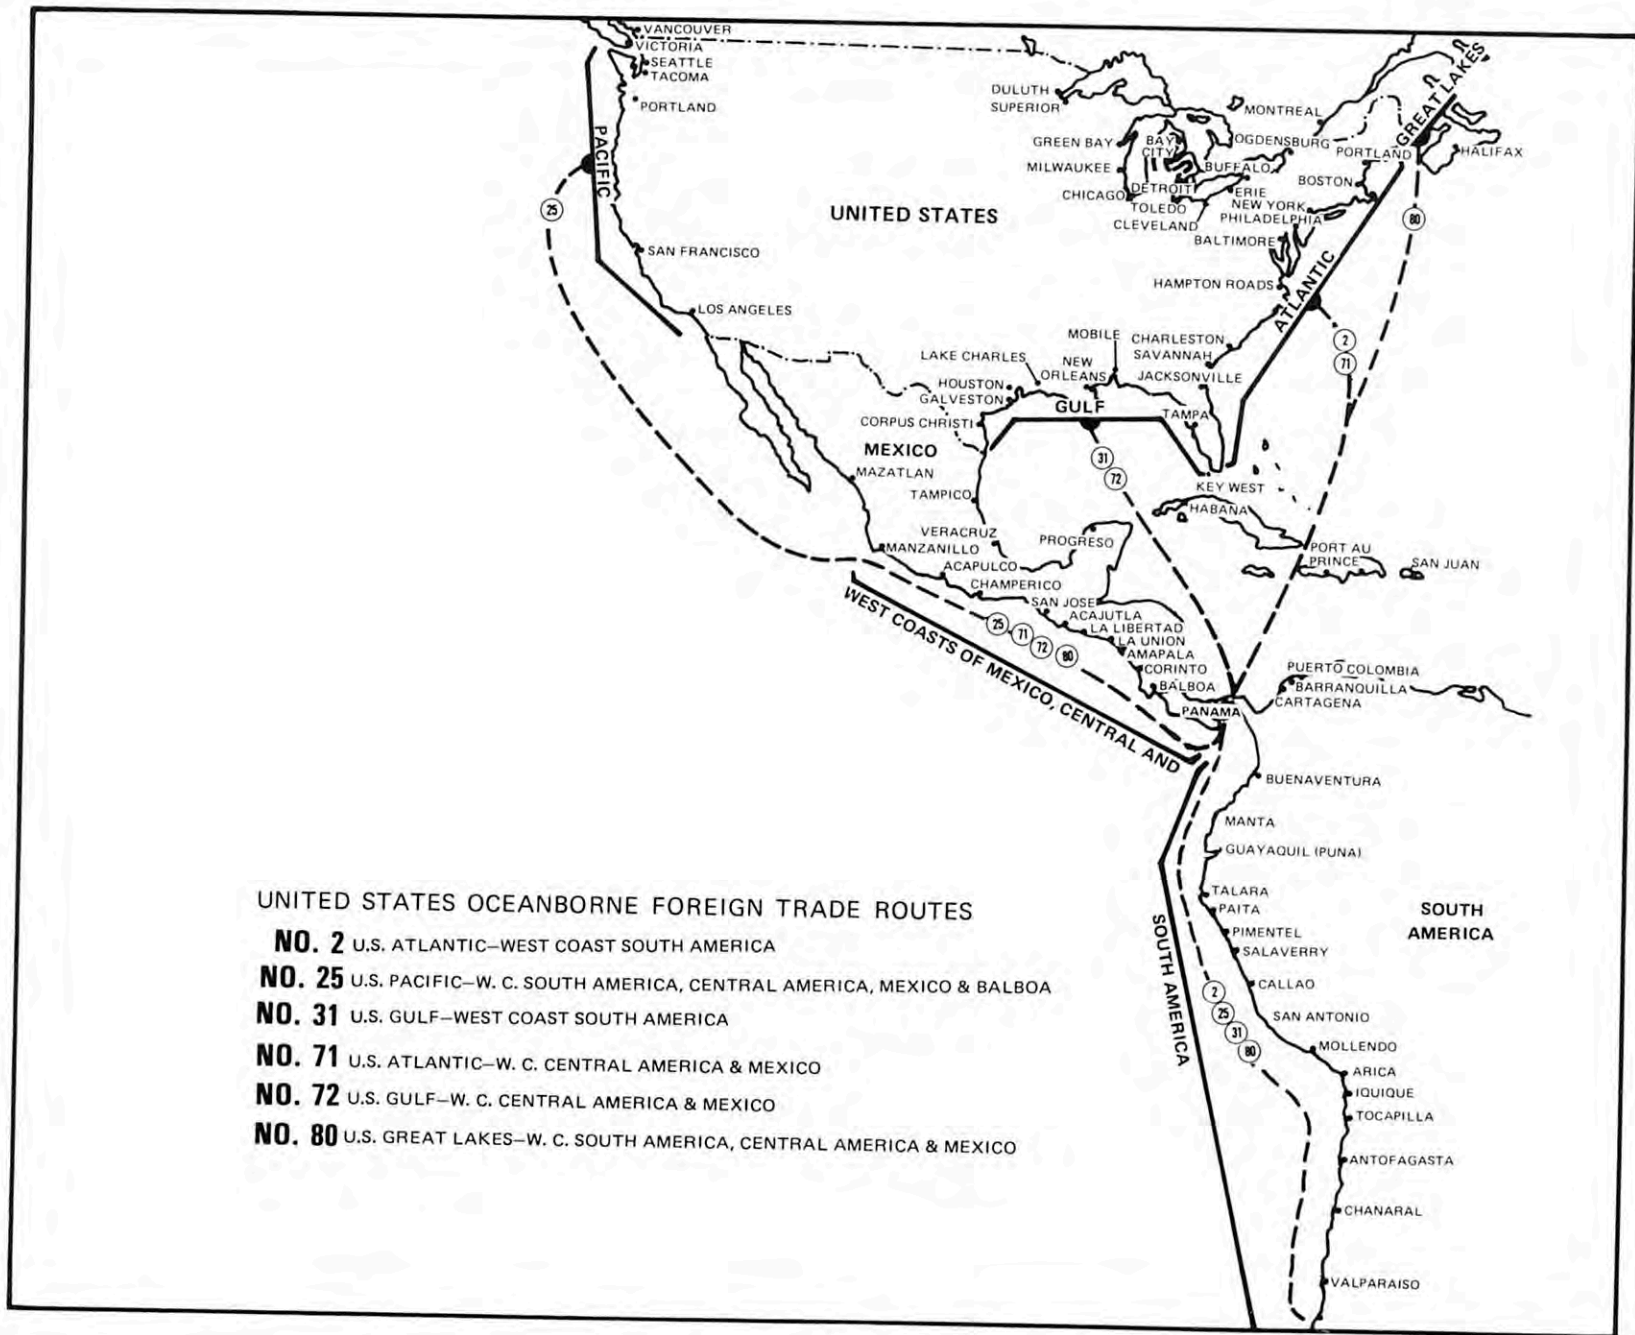 VANCOUVER
VICTORIA
SEATTLE
TACOMA
PORTLAND
PACIFIC
25
SAN FRANCISCO
LOS ANGELES
UNITED STATES
DULUTH
SUPERIOR
GREEN BAY
MILWAUKEE
CHICAGO
BAY
CITY
DETROIT
TOLEDO
CLEVELAND
MONTREAL
OGDENSBURG
BUFFALO
ERIE
NEW YORK
PHILADELPHIA
BALTIMORE
HAMPTON ROADS
PORTLAND
BOSTON
GREAT LAKES
HALIFAX
80
ATLANTIC
2
71
MOBILE
CHARLESTON
SAVANNAH
LAKE CHARLES
NEW
ORLEANS
JACKSONVILLE
HOUSTON
GALVESTON
GULF
TAMPA
CORPUS CHRISTI
MEXICO
MAZATLAN
31
72
TAMPICO
KEY WEST
HABANA
VERACRUZ
PROGRESO
MANZANILLO
ACAPULCO
PORT AU
PRINCE
SAN JUAN
CHAMPERICO
SAN JOSE
ACAJUTLA
LA LIBERTAD
LA UNION
AMAPALA
CORINTO
BALBOA
PANAMA
25
71
72
80
WEST COASTS OF MEXICO, CENTRAL AND
PUERTO COLOMBIA
BARRANQUILLA
CARTAGENA
BUENAVENTURA
MANTA
GUAYAQUIL (PUNA)
TALARA
PAITA
PIMENTEL
SALAVERRY
CALLAO
SOUTH
AMERICA
SOUTH AMERICA
2
25
31
80
SAN ANTONIO
MOLLENDO
ARICA
IQUIQUE
TOCAPILLA
ANTOFAGASTA
CHANARAL
VALPARAISO
UNITED STATES OCEANBORNE FOREIGN TRADE ROUTES
NO. 2 U.S. ATLANTIC–WEST COAST SOUTH AMERICA
NO. 25 U.S. PACIFIC–W. C. SOUTH AMERICA, CENTRAL AMERICA, MEXICO & BALBOA
NO. 31 U.S. GULF–WEST COAST SOUTH AMERICA
NO. 71 U.S. ATLANTIC–W. C. CENTRAL AMERICA & MEXICO
NO. 72 U.S. GULF–W. C. CENTRAL AMERICA & MEXICO
NO. 80 U.S. GREAT LAKES–W. C. SOUTH AMERICA, CENTRAL AMERICA & MEXICO